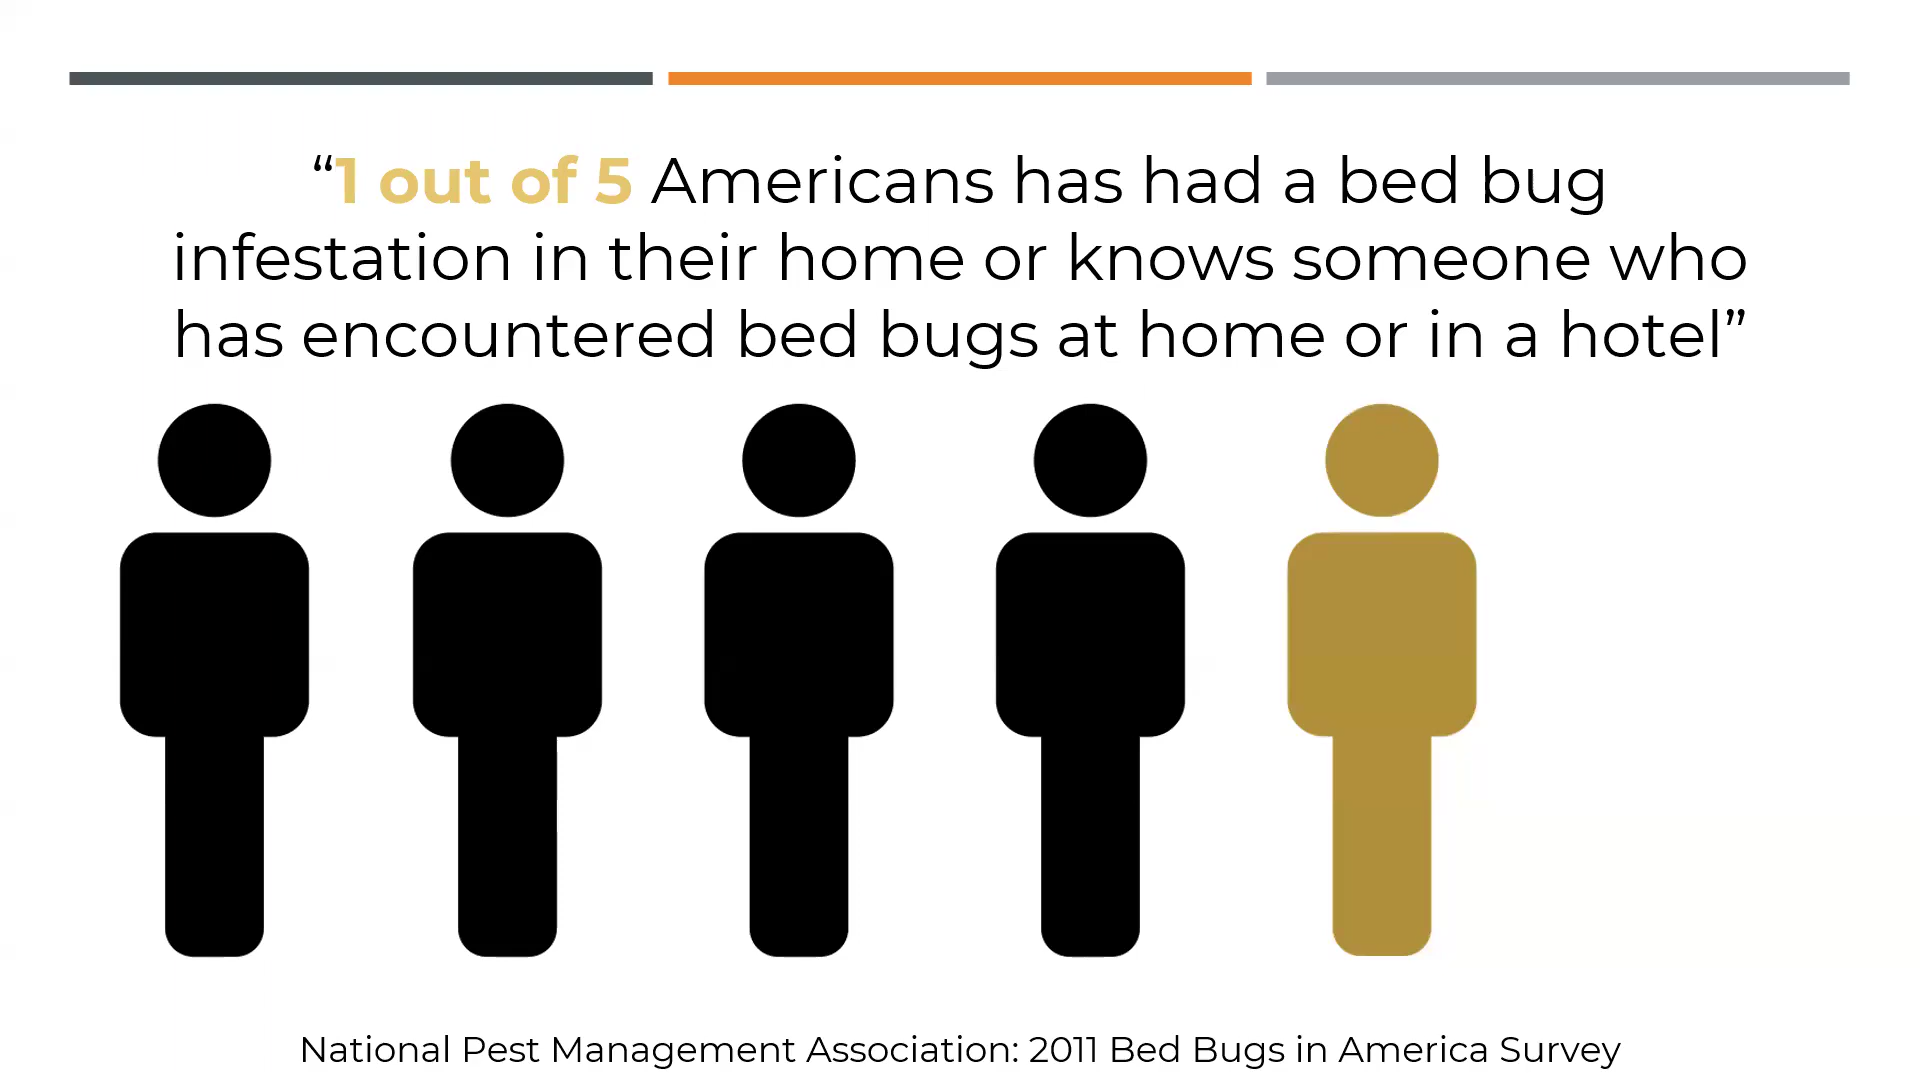 “1 out of 5 Americans has had a bed bug
infestation in their home or knows someone who
has encountered bed bugs at home or in a hotel”
National Pest Management Association: 2011 Bed Bugs in America Survey